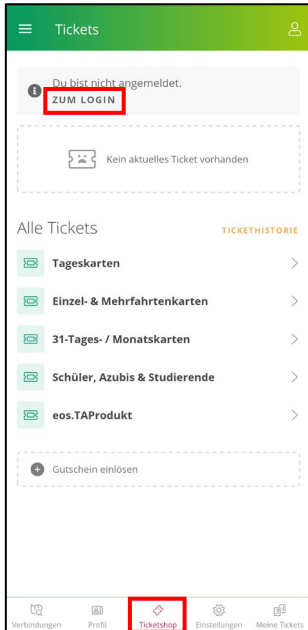 Tickets
Du bist nicht angemeldet.
ZUM LOGIN
Kein aktuelles Ticket vorhanden
Alle Tickets
TICKETHISTORIE
Tageskarten
Einzel- & Mehrfahrtenkarten
31-Tages- / Monatskarten
Schüler, Azubis & Studierende
eos.TAProdukt
Gutschein einlösen
Verbindungen
Profil
Ticketshop
Einstellungen
Meine Tickets